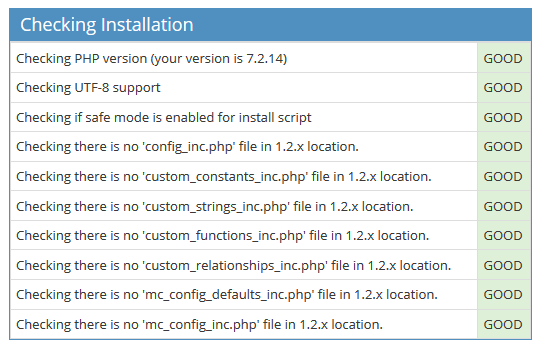 Checking Installation
Checking PHP version (your version is 7.2.14) GOOD
Checking UTF-8 support GOOD
Checking if safe mode is enabled for install script GOOD
Checking there is no 'config_inc.php' file in 1.2.x location. GOOD
Checking there is no 'custom_constants_inc.php' file in 1.2.x location. GOOD
Checking there is no 'custom_strings_inc.php' file in 1.2.x location. GOOD
Checking there is no 'custom_functions_inc.php' file in 1.2.x location. GOOD
Checking there is no 'custom_relationships_inc.php' file in 1.2.x location. GOOD
Checking there is no 'mc_config_defaults_inc.php' file in 1.2.x location. GOOD
Checking there is no 'mc_config_inc.php' file in 1.2.x location. GOOD